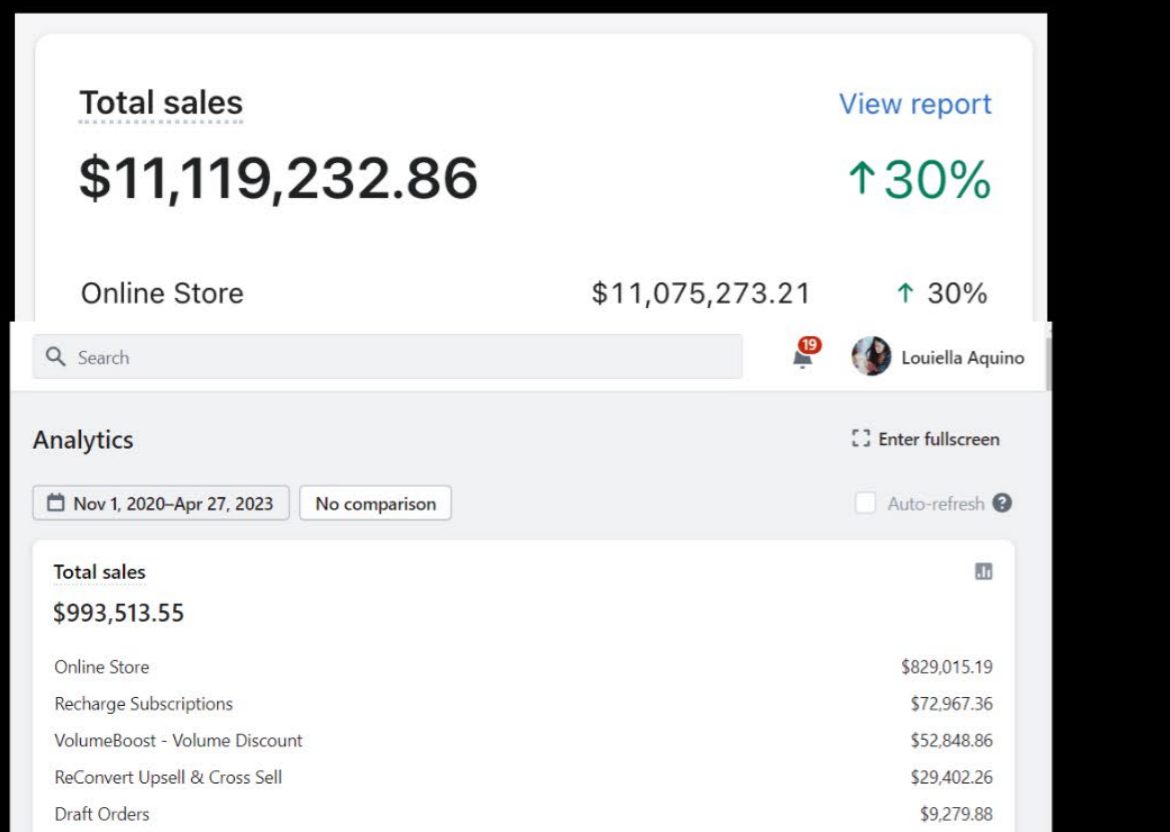 Total sales View report
$11,119,232.86 ↑30%
Online Store $11,075,273.21 ↑ 30%
Search 19 Louiella Aquino
Analytics Enter fullscreen
Nov 1, 2020–Apr 27, 2023 No comparison Auto-refresh ?
Total sales
$993,513.55
Online Store $829,015.19
Recharge Subscriptions $72,967.36
VolumeBoost - Volume Discount $52,848.86
ReConvert Upsell & Cross Sell $29,402.26
Draft Orders $9,279.88